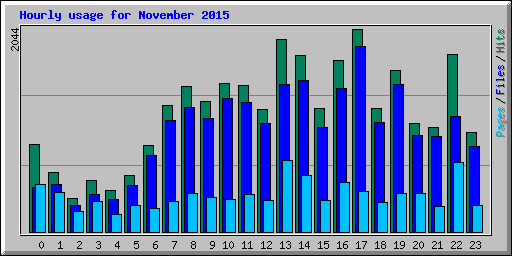 Hourly usage for November 2015
2044
Pages / Files / Hits
0 1 2 3 4 5 6 7 8 9 10 11 12 13 14 15 16 17 18 19 20 21 22 23